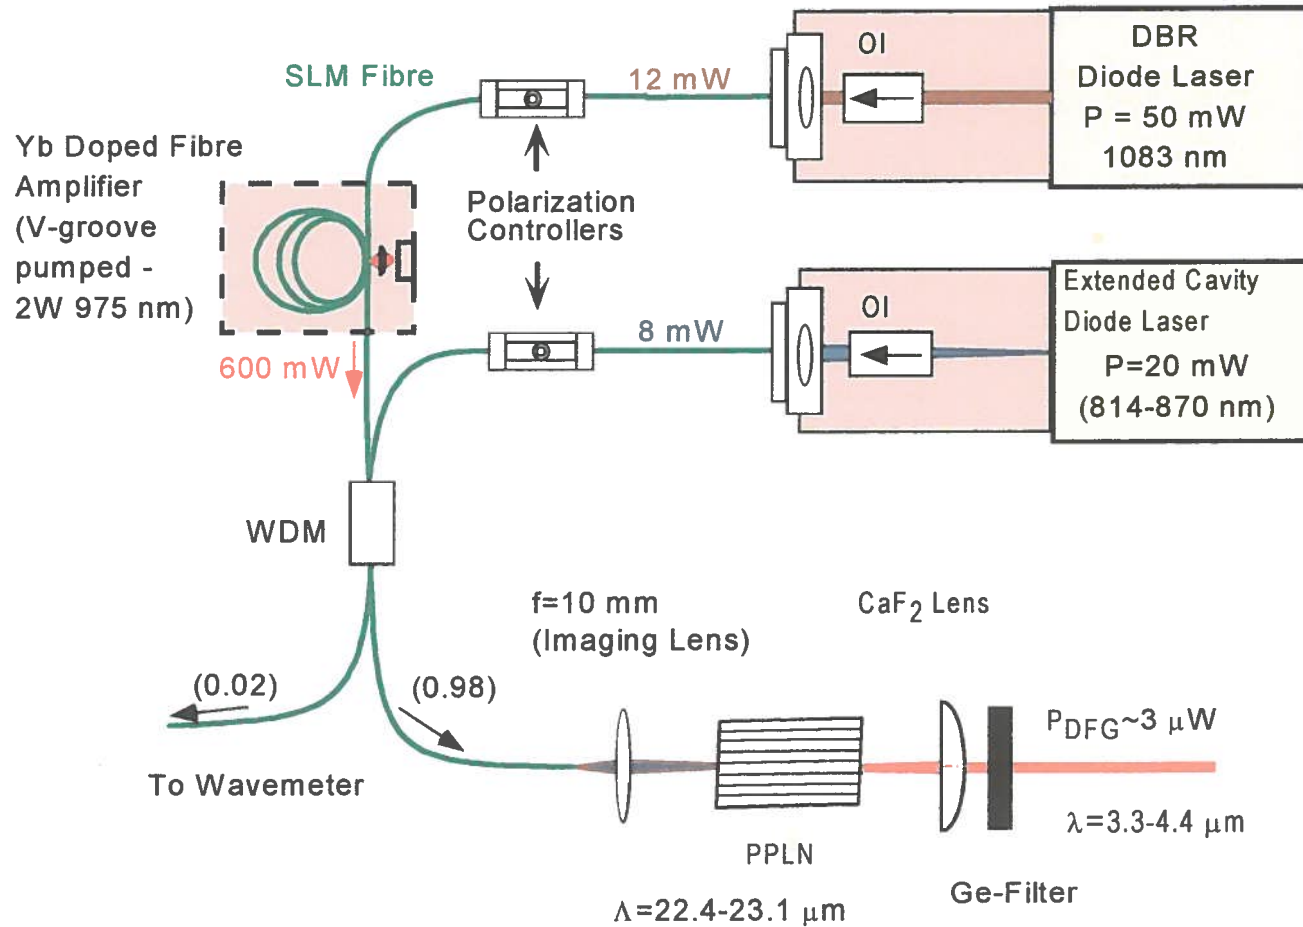 SLM Fibre
12 mW
OI
DBR
Diode Laser
P = 50 mW
1083 nm
Yb Doped Fibre
Amplifier
(V-groove
pumped -
2W 975 nm)
Polarization
Controllers
600 mW
8 mW
OI
Extended Cavity
Diode Laser
P=20 mW
(814-870 nm)
WDM
(0.02)
(0.98)
To Wavemeter
f=10 mm
(Imaging Lens)
CaF2 Lens
PDFG~3 μW
λ=3.3-4.4 μm
PPLN
Λ=22.4-23.1 μm
Ge-Filter